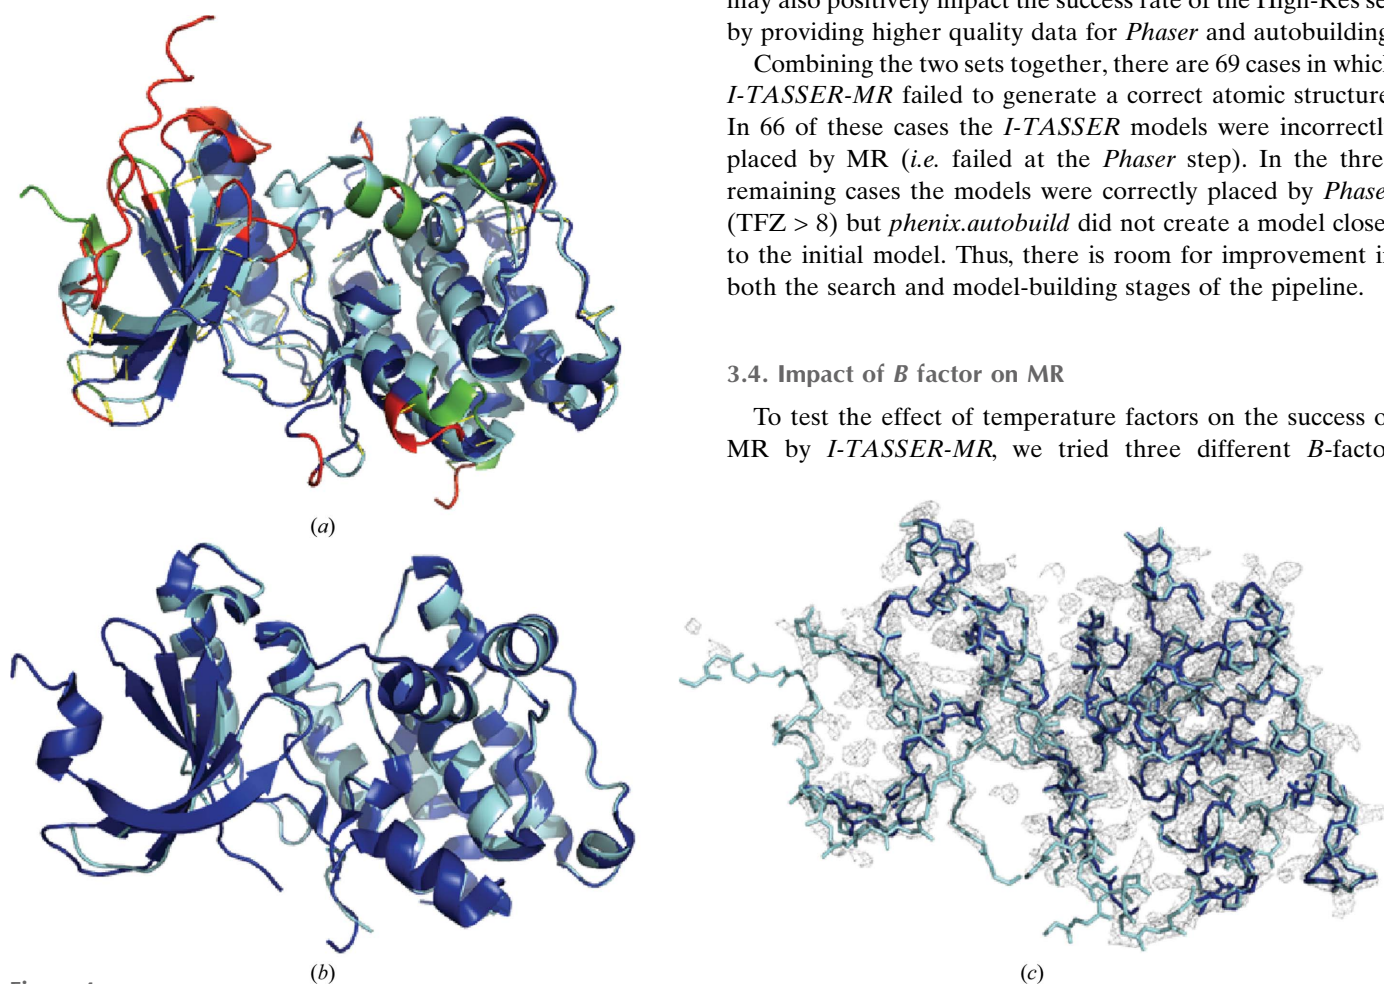 may also positively impact the success rate of the High-Res se
by providing higher quality data for Phaser and autobuilding
Combining the two sets together, there are 69 cases in which
I-TASSER-MR failed to generate a correct atomic structure
In 66 of these cases the I-TASSER models were incorrectl
placed by MR (i.e. failed at the Phaser step). In the thre
remaining cases the models were correctly placed by Phase
(TFZ > 8) but phenix.autobuild did not create a model close
to the initial model. Thus, there is room for improvement i
both the search and model-building stages of the pipeline.
3.4. Impact of B factor on MR
To test the effect of temperature factors on the success o
MR by I-TASSER-MR, we tried three different B-facto
(a)
(b)
(c)